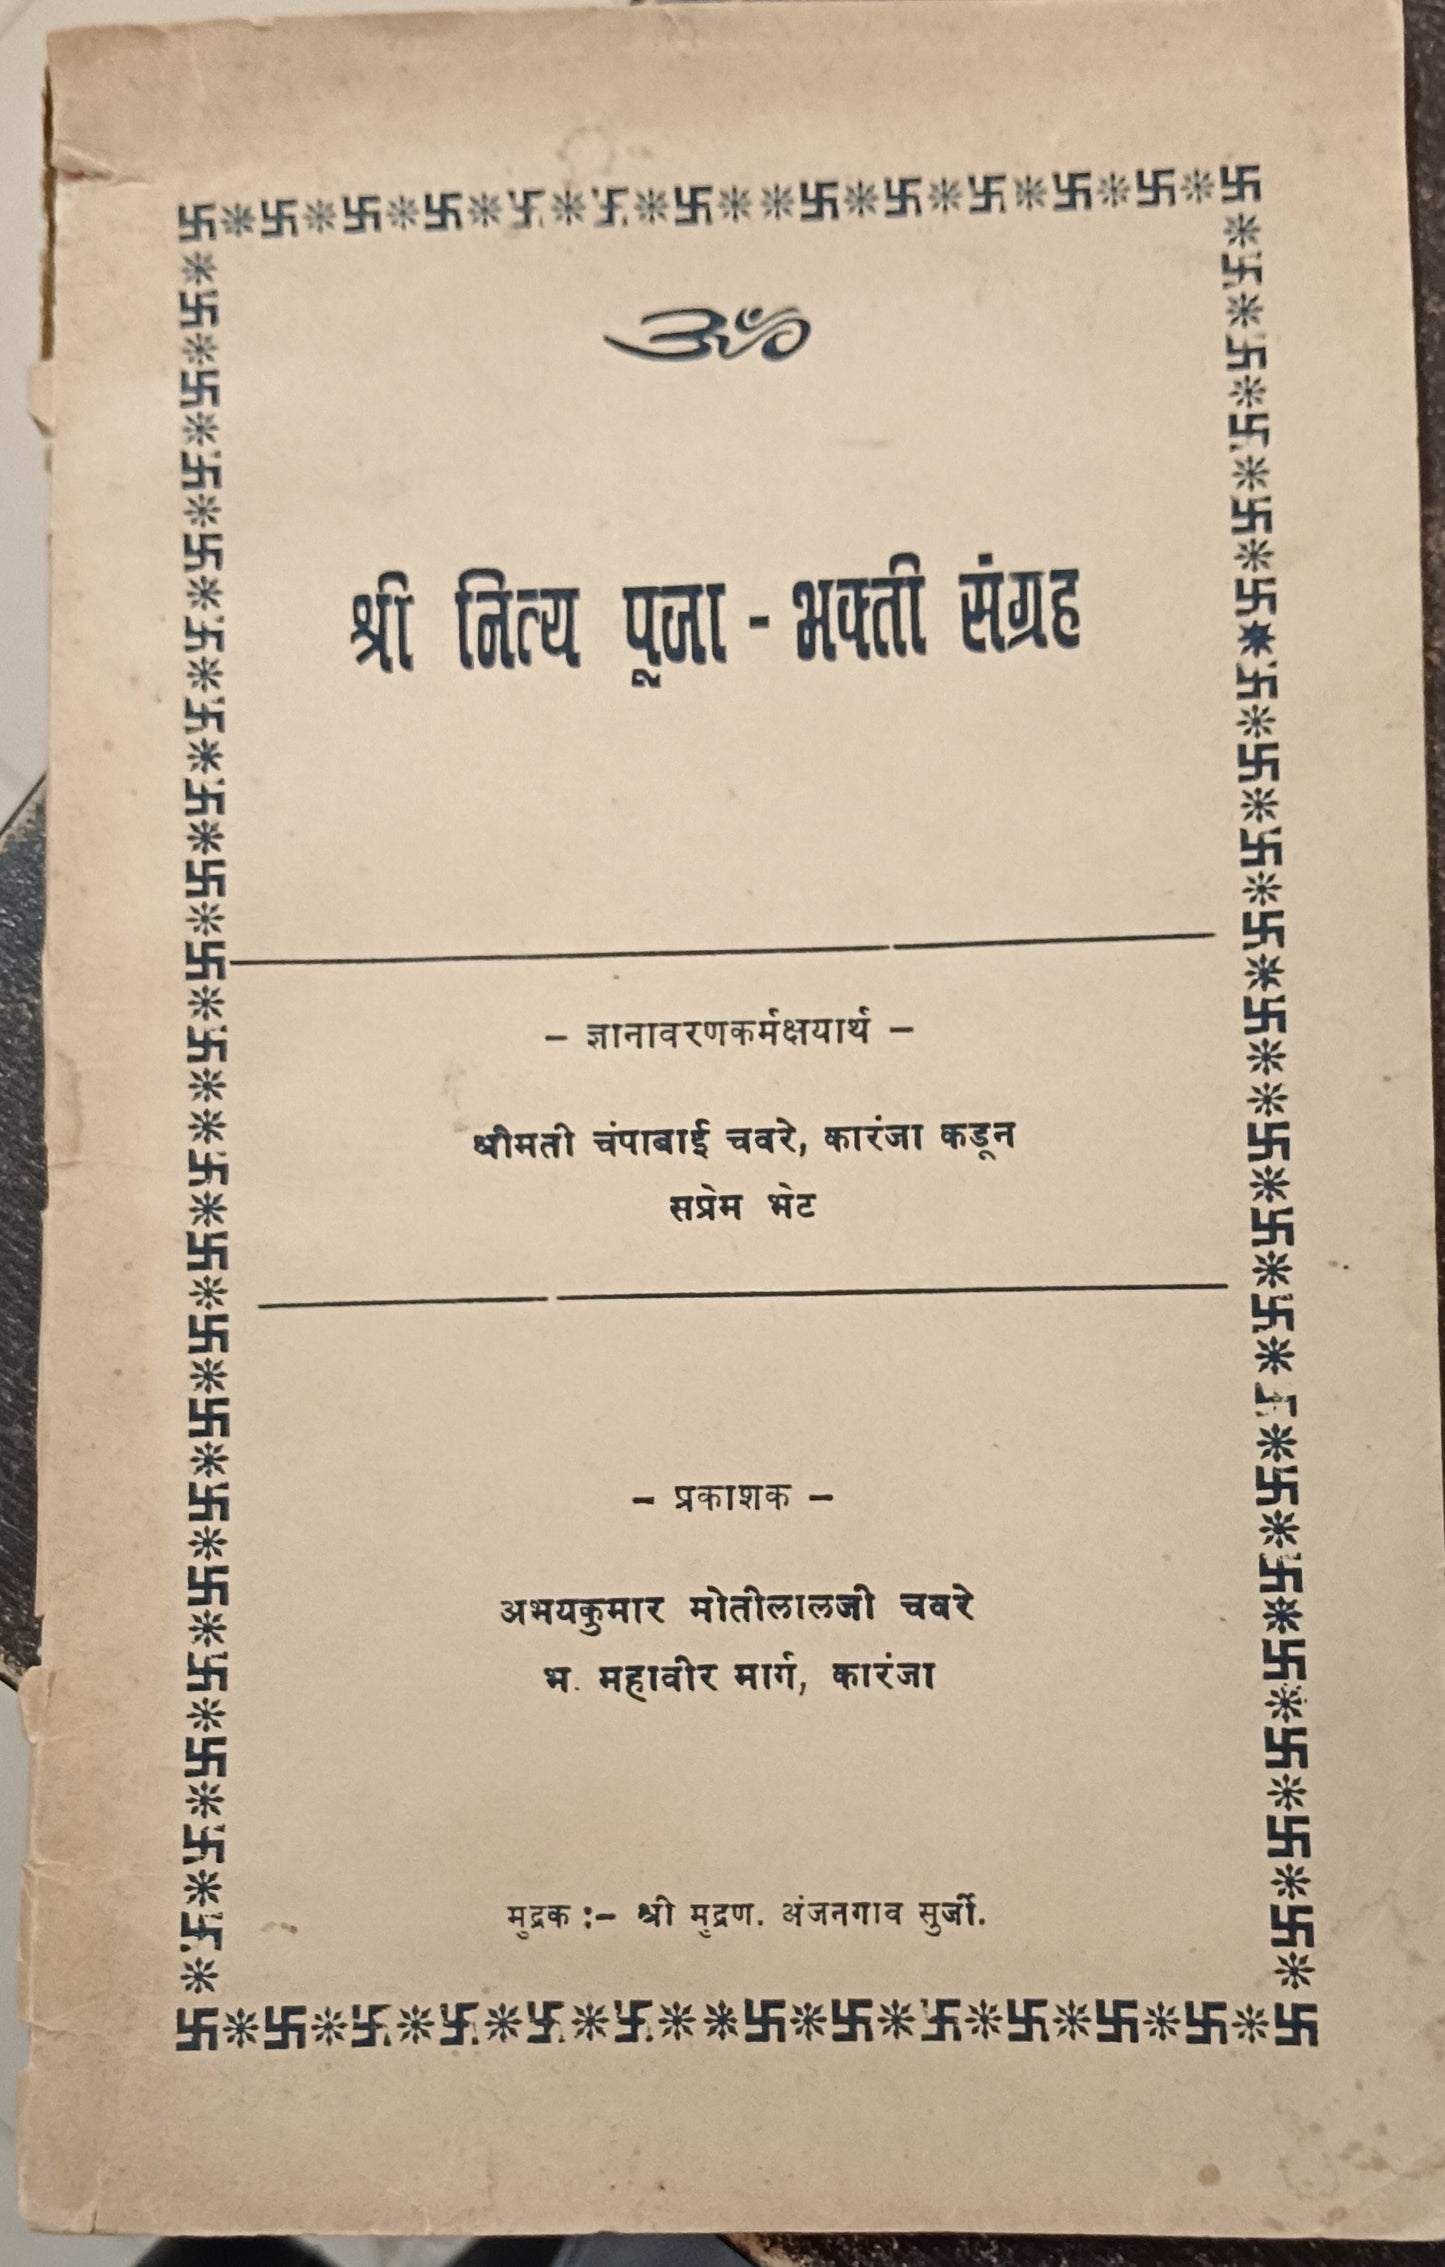 ॐ
श्री नित्य पूजा - भक्ती संग्रह
– ज्ञानावरणकर्मक्षयार्थ –
श्रीमती चंपाबाई चवरे, कारंजा कडून
सप्रेम भेट
– प्रकाशक –
अभयकुमार मोतीलालजी चवरे
भ. महावीर मार्ग, कारंजा
मुद्रक :– श्री मुद्रण. अंजनगाव सुर्जी.